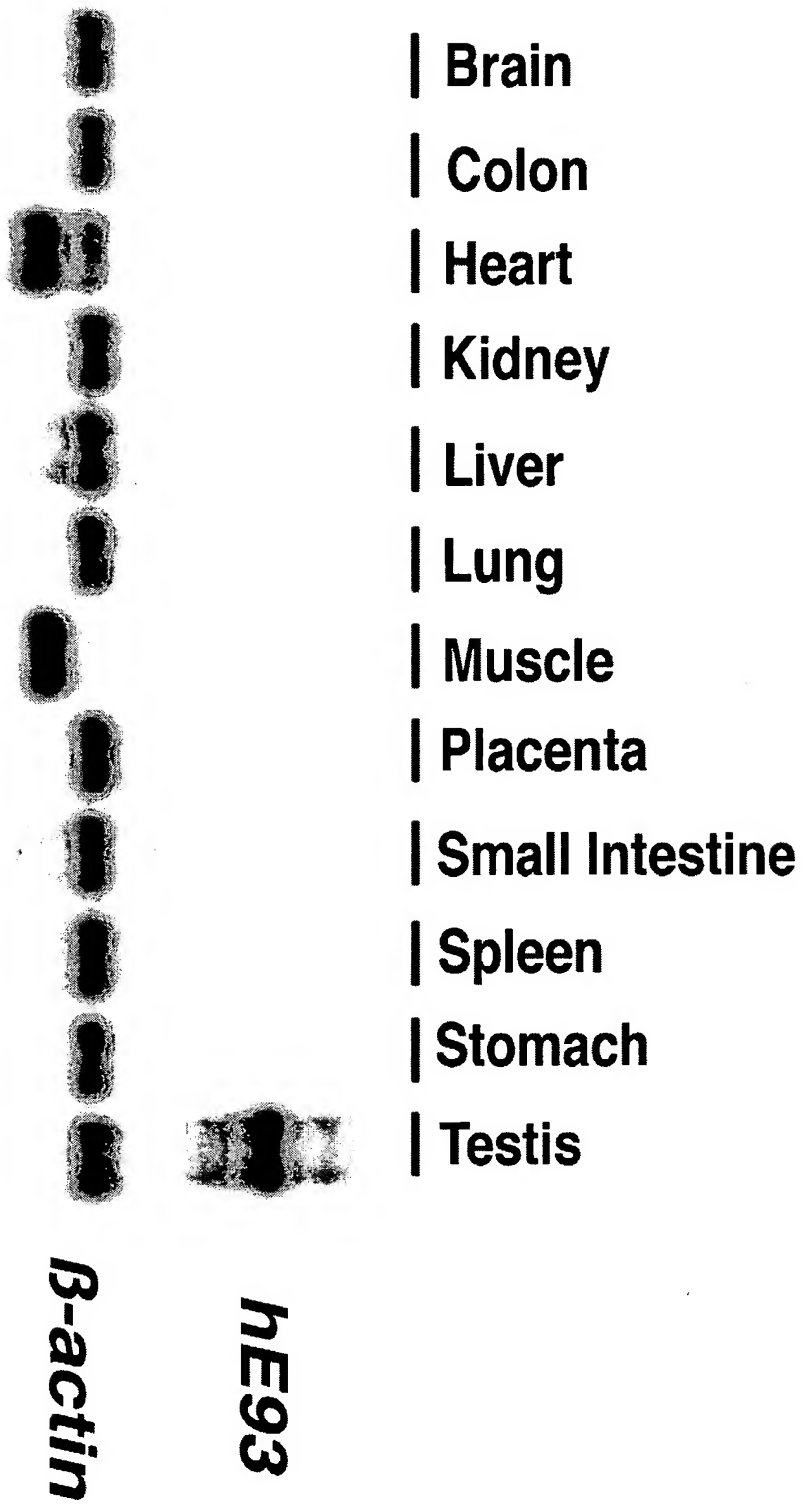 Brain
Colon
Heart
Kidney
Liver
Lung
Muscle
Placenta
Small Intestine
Spleen
Stomach
Testis
β-actin
hE93